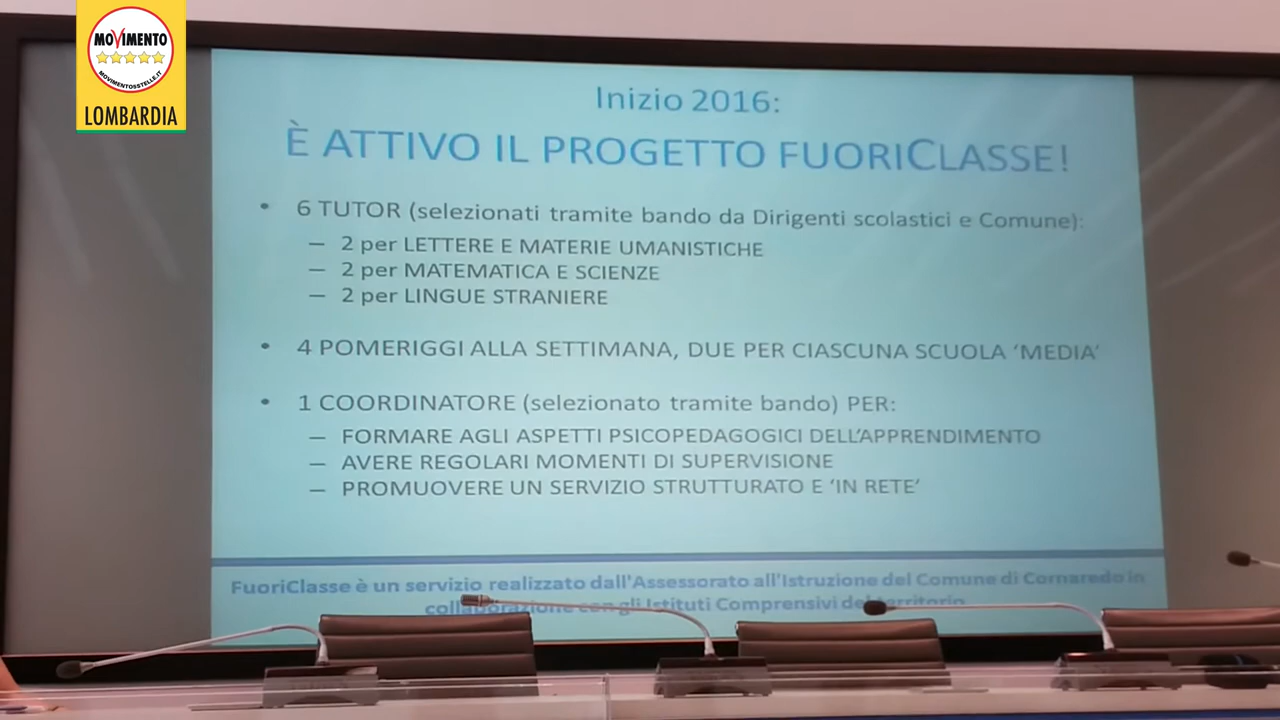 MOVIMENTO
MOVIMENTO5STELLE.IT
LOMBARDIA
Inizio 2016:
È ATTIVO IL PROGETTO FUORICLASSE!
• 6 TUTOR (selezionati tramite bando da Dirigenti scolastici e Comune):
– 2 per LETTERE E MATERIE UMANISTICHE
– 2 per MATEMATICA E SCIENZE
– 2 per LINGUE STRANIERE
• 4 POMERIGGI ALLA SETTIMANA, DUE PER CIASCUNA SCUOLA ‘MEDIA’
• 1 COORDINATORE (selezionato tramite bando) PER:
– FORMARE AGLI ASPETTI PSICOPEDAGOGICI DELL’APPRENDIMENTO
– AVERE REGOLARI MOMENTI DI SUPERVISIONE
– PROMUOVERE UN SERVIZIO STRUTTURATO E ‘IN RETE’
FuoriClasse è un servizio realizzato dall'Assessorato all'Istruzione del Comune di Cornaredo in
collaborazione con gli Istituti Comprensivi del territorio